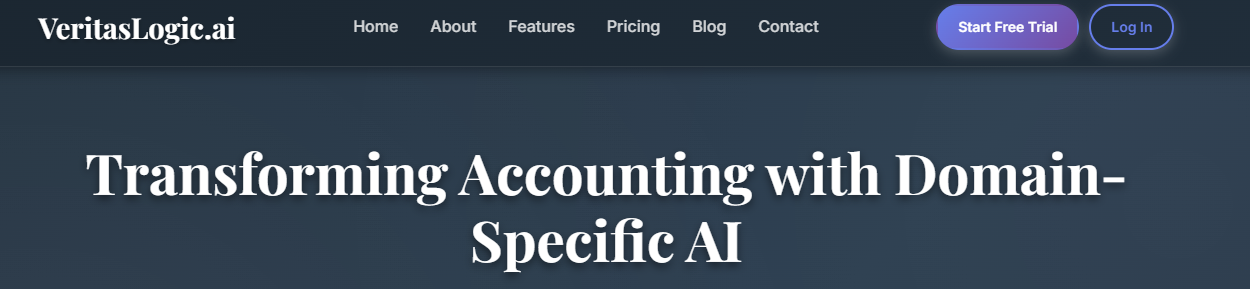 VeritasLogic.ai Home About Features Pricing Blog Contact Start Free Trial Log In
Transforming Accounting with Domain-
Specific AI